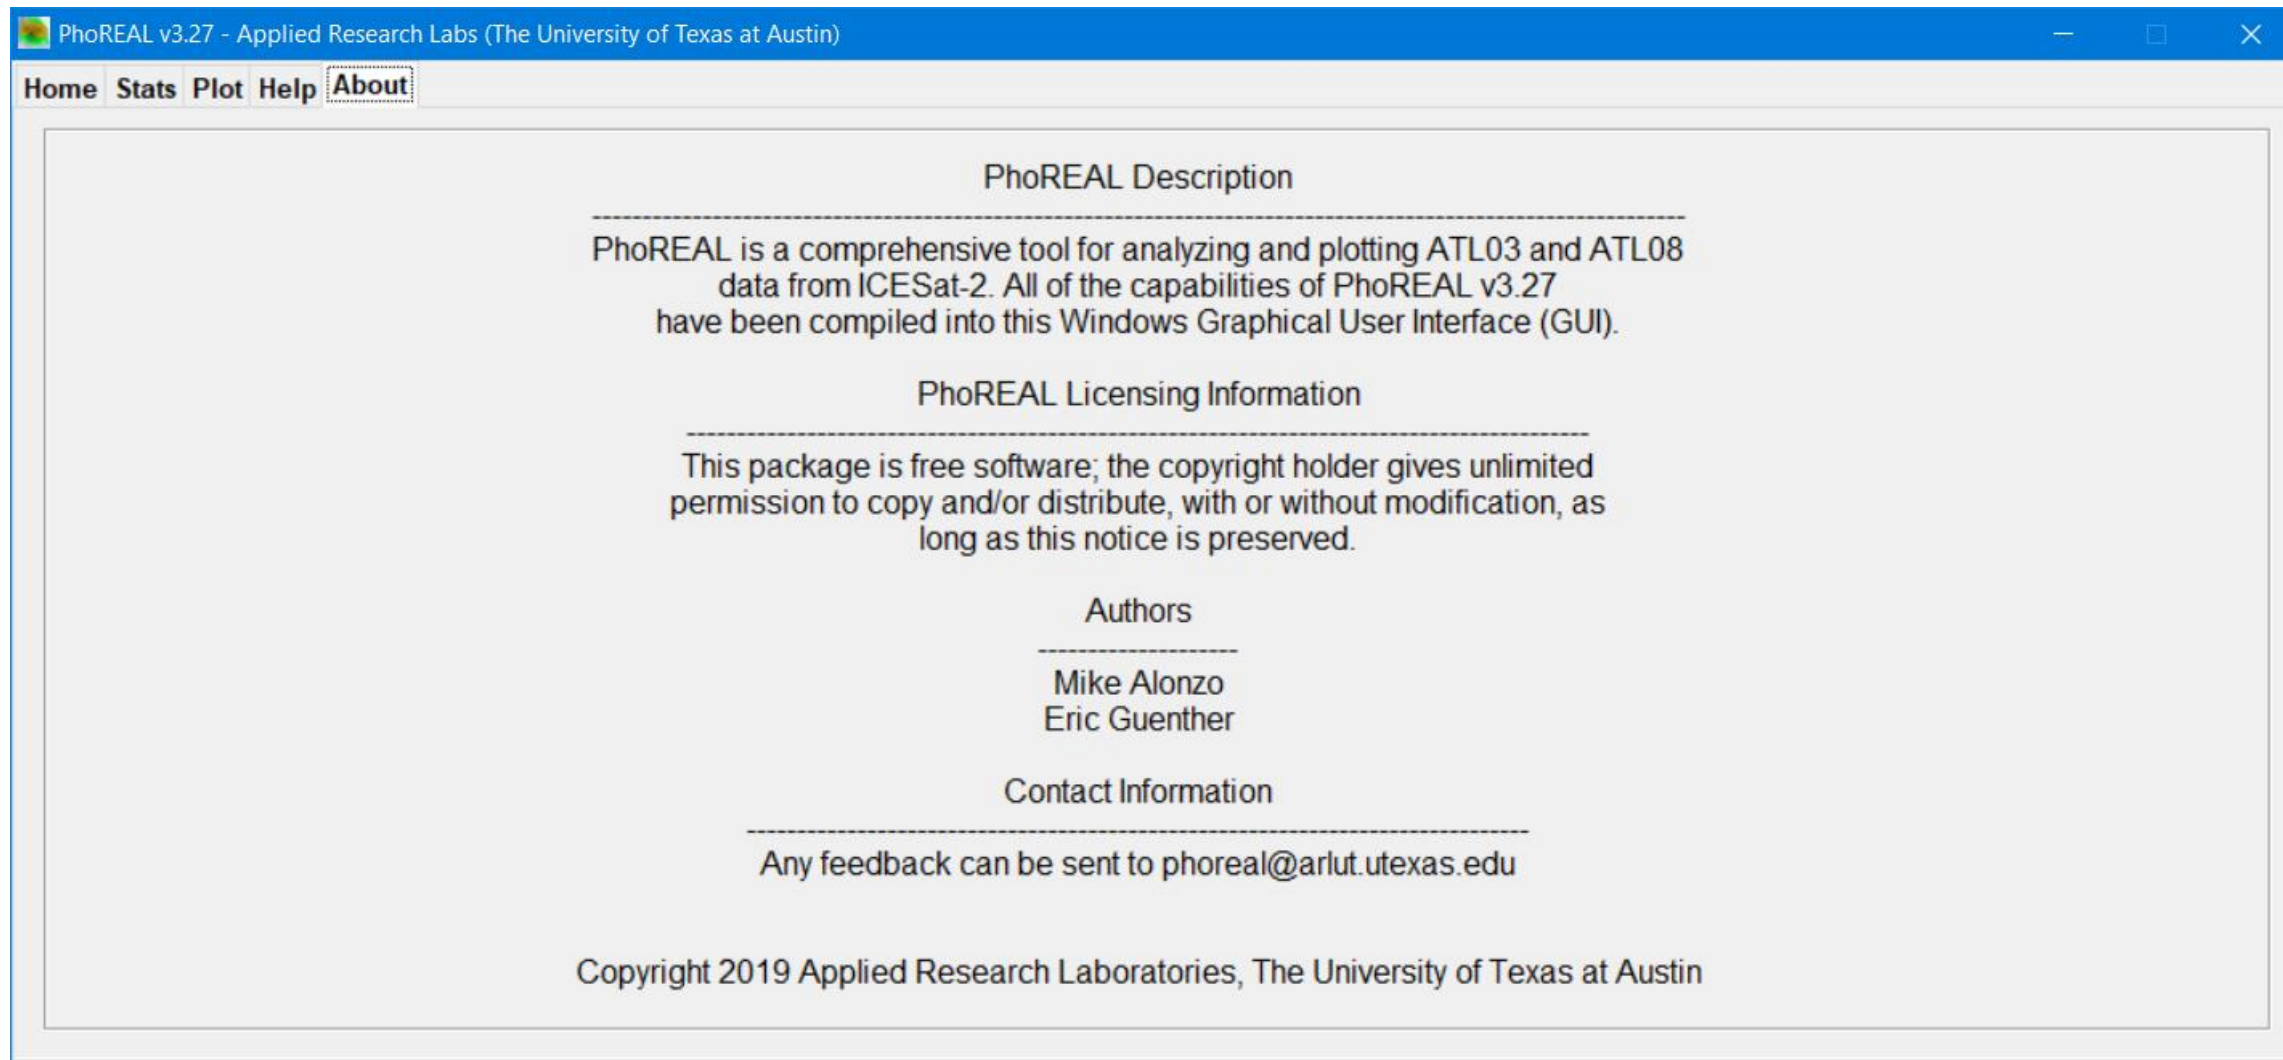 PhoREAL v3.27 - Applied Research Labs (The University of Texas at Austin)
Home Stats Plot Help About
PhoREAL Description
------------------------------------------------------------------------------------------------------------
PhoREAL is a comprehensive tool for analyzing and plotting ATL03 and ATL08
data from ICESat-2. All of the capabilities of PhoREAL v3.27
have been compiled into this Windows Graphical User Interface (GUI).
PhoREAL Licensing Information
------------------------------------------------------------------------------------------
This package is free software; the copyright holder gives unlimited
permission to copy and/or distribute, with or without modification, as
long as this notice is preserved.
Authors
--------------------
Mike Alonzo
Eric Guenther
Contact Information
------------------------------------------------------------------------------
Any feedback can be sent to phoreal@arlut.utexas.edu
Copyright 2019 Applied Research Laboratories, The University of Texas at Austin